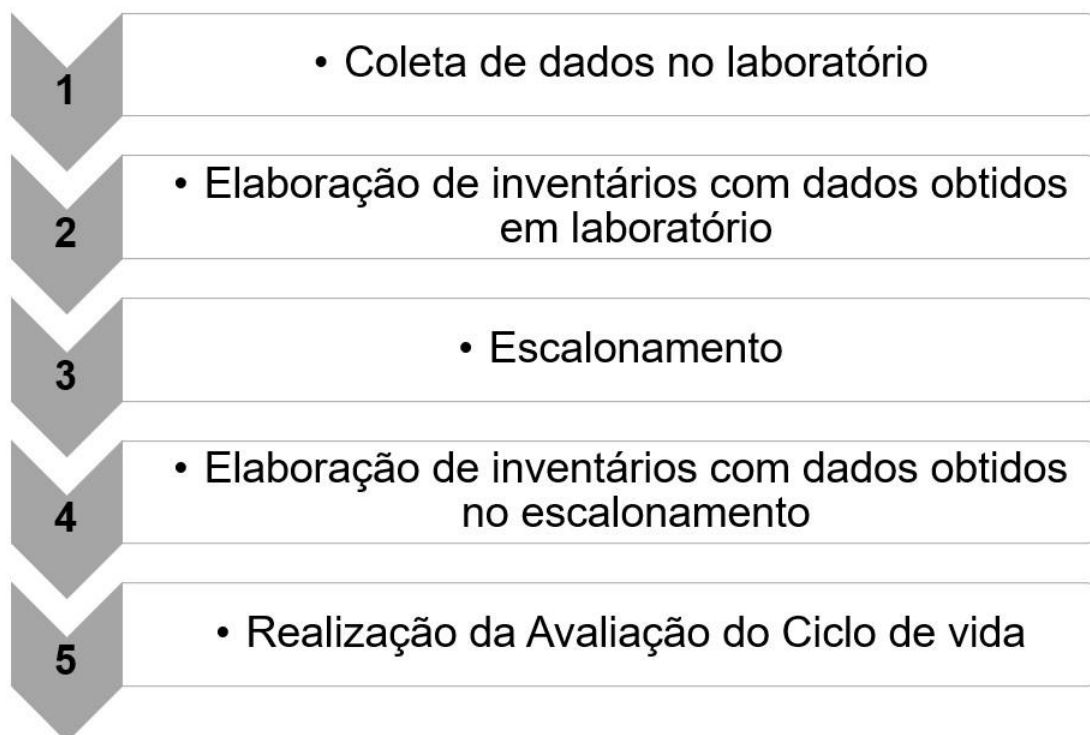 1
• Coleta de dados no laboratório
2
• Elaboração de inventários com dados obtidos
em laboratório
3
• Escalonamento
4
• Elaboração de inventários com dados obtidos
no escalonamento
5
• Realização da Avaliação do Ciclo de vida